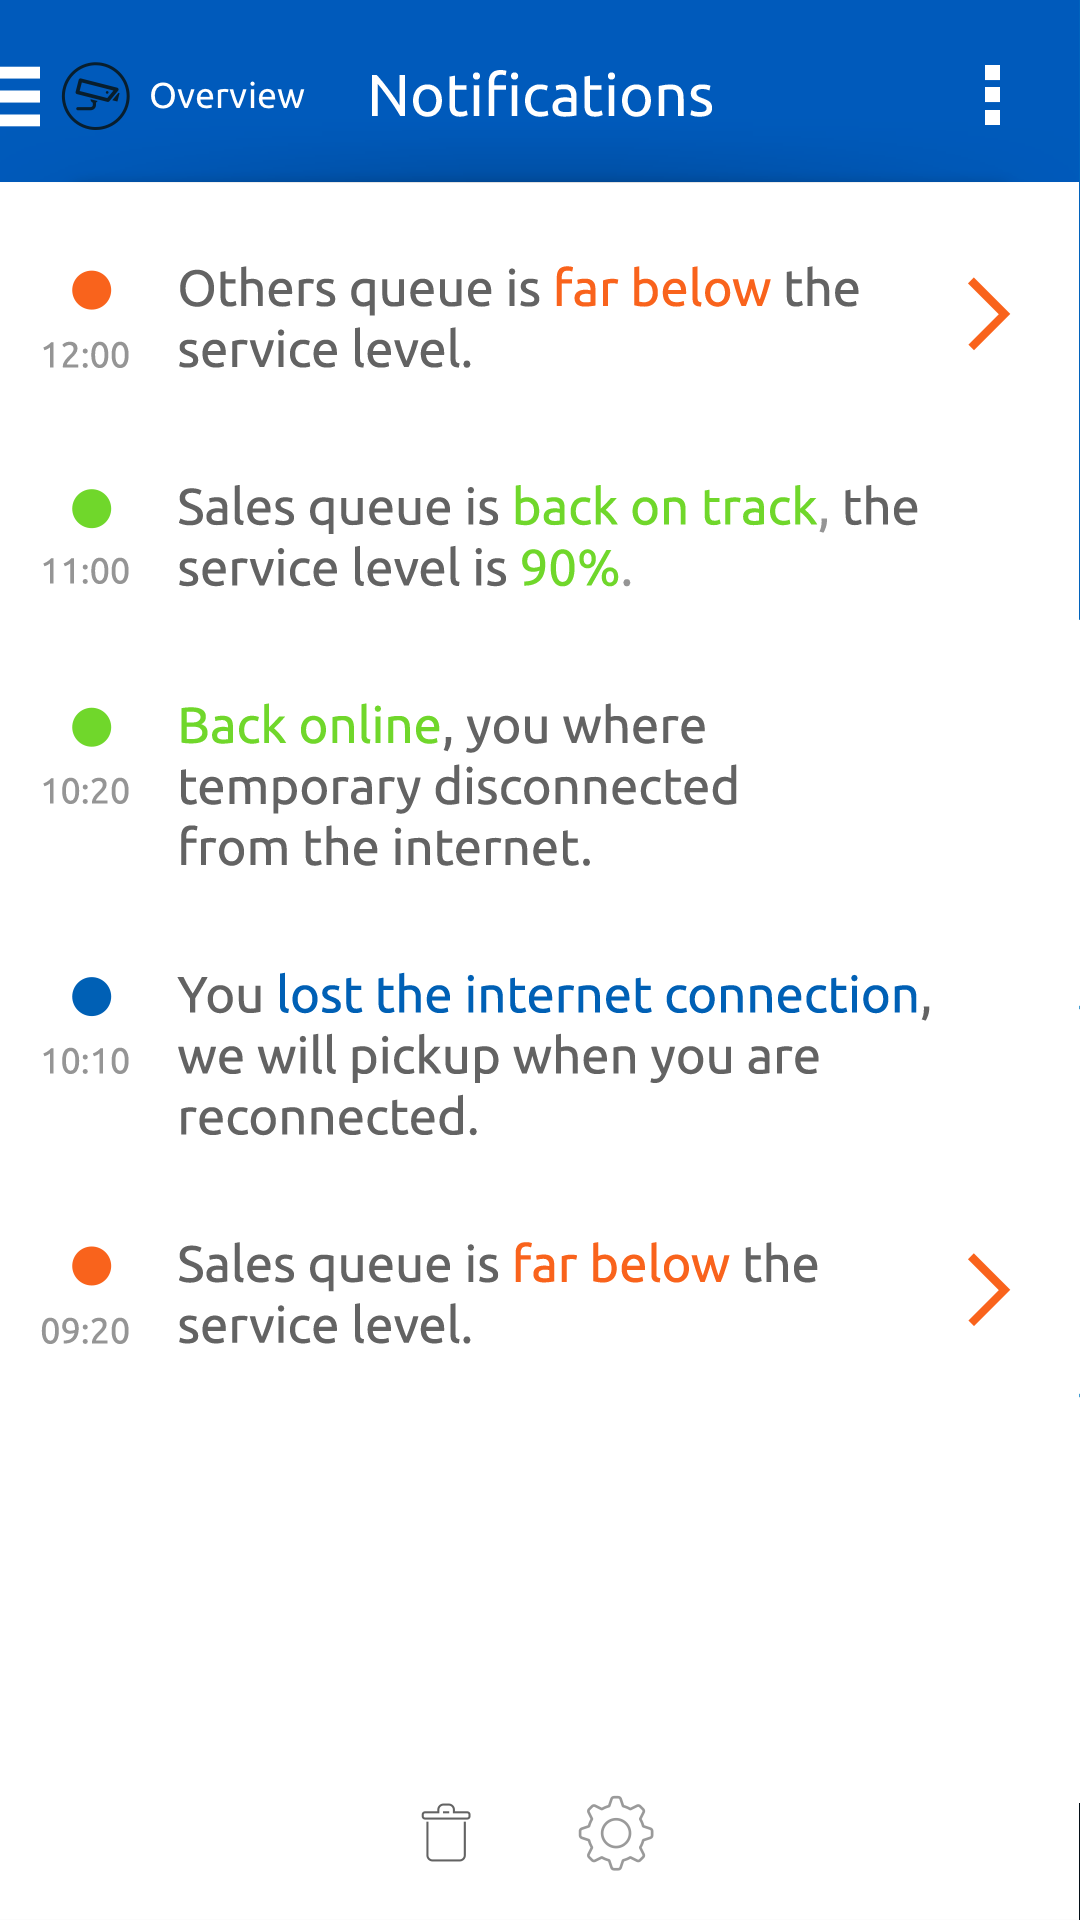 Overview
Notifications
Others queue is far below the
service level.
12:00
Sales queue is back on track, the
service level is 90%.
11:00
Back online, you where
temporary disconnected
from the internet.
10:20
You lost the internet connection,
we will pickup when you are
reconnected.
10:10
Sales queue is far below the
service level.
09:20